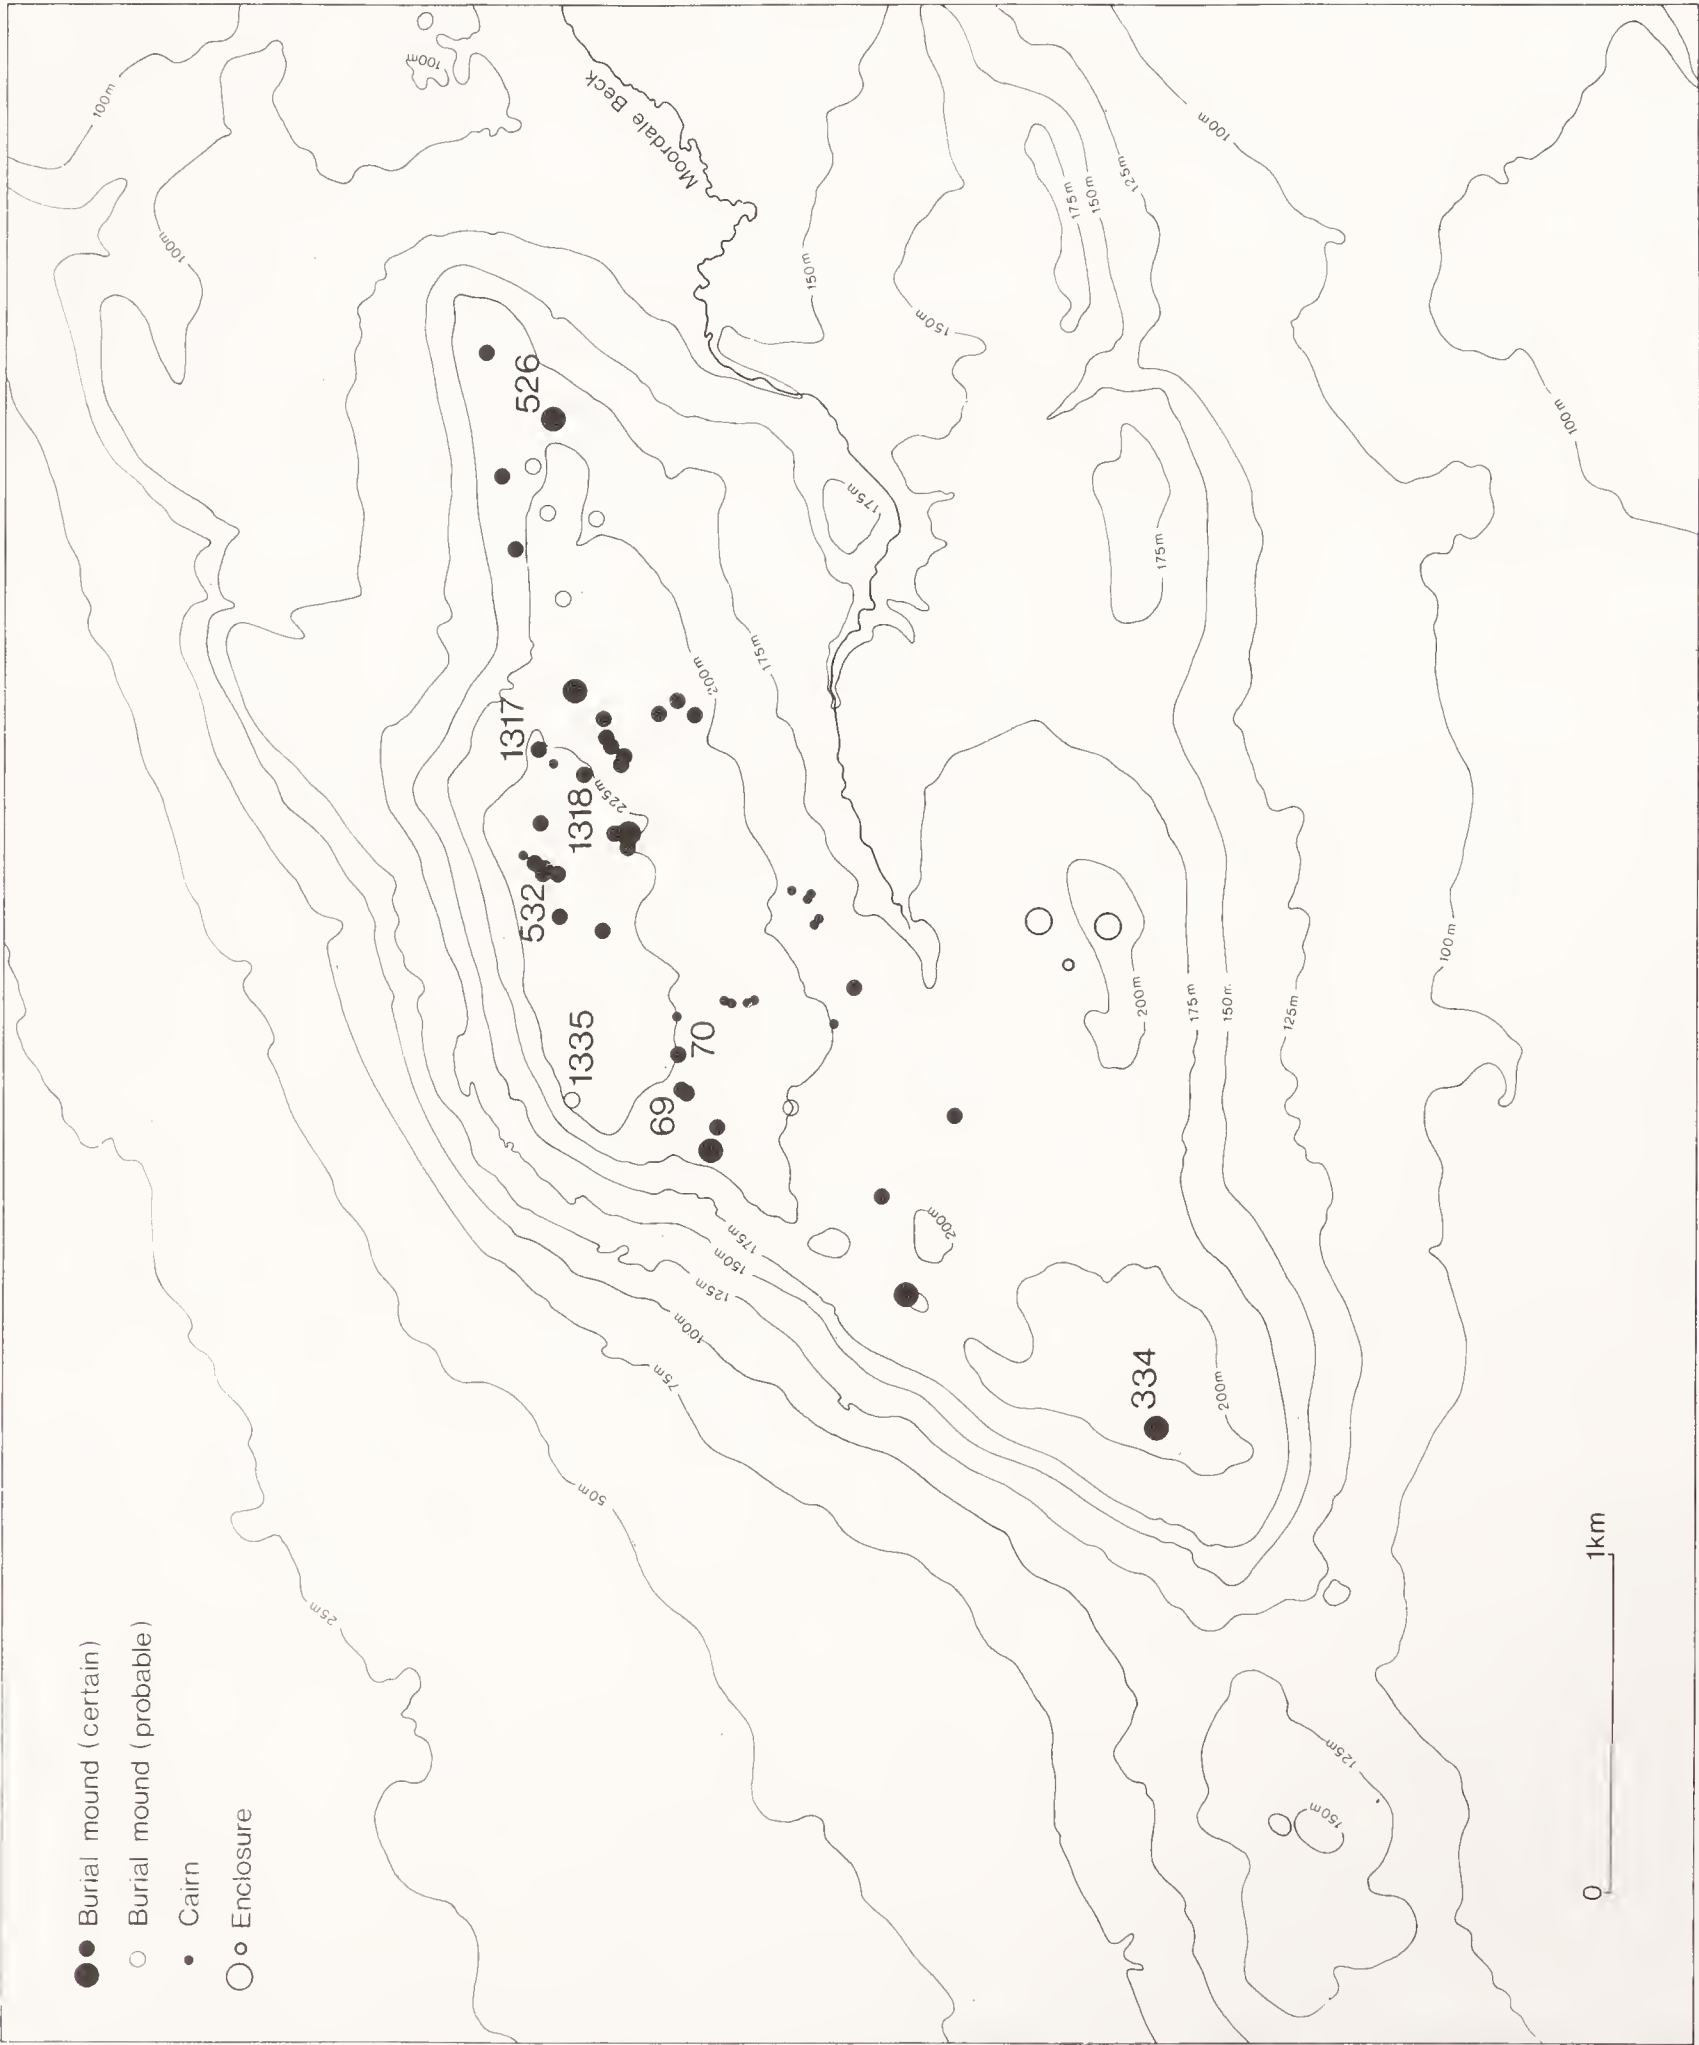 Burial mound (certain)
Burial mound (probable)
Cairn
Enclosure
0 1km
25m
50m
75m
100m
125m
150m
175m
200m
225m
334
69
70
1335
532
1318
1317
526
Moordale Beck
175m
200m
200m
200m
200m
175m
150m
125m
100m
175m
175m
150m
150m
175m
150m
125m
100m
100m
100m
100m
100m
125m
150m